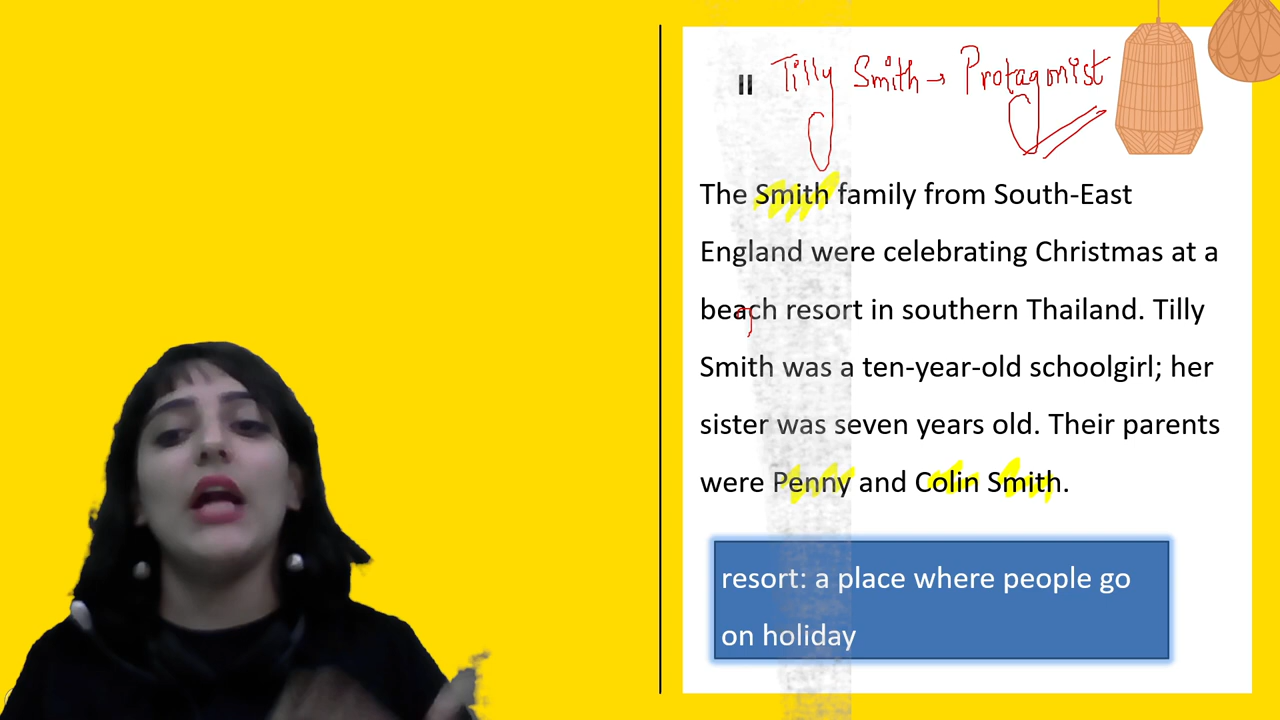 II Tilly Smith → Protagonist
The Smith family from South-East
England were celebrating Christmas at a
beach resort in southern Thailand. Tilly
Smith was a ten-year-old schoolgirl; her
sister was seven years old. Their parents
were Penny and Colin Smith.
resort: a place where people go
on holiday